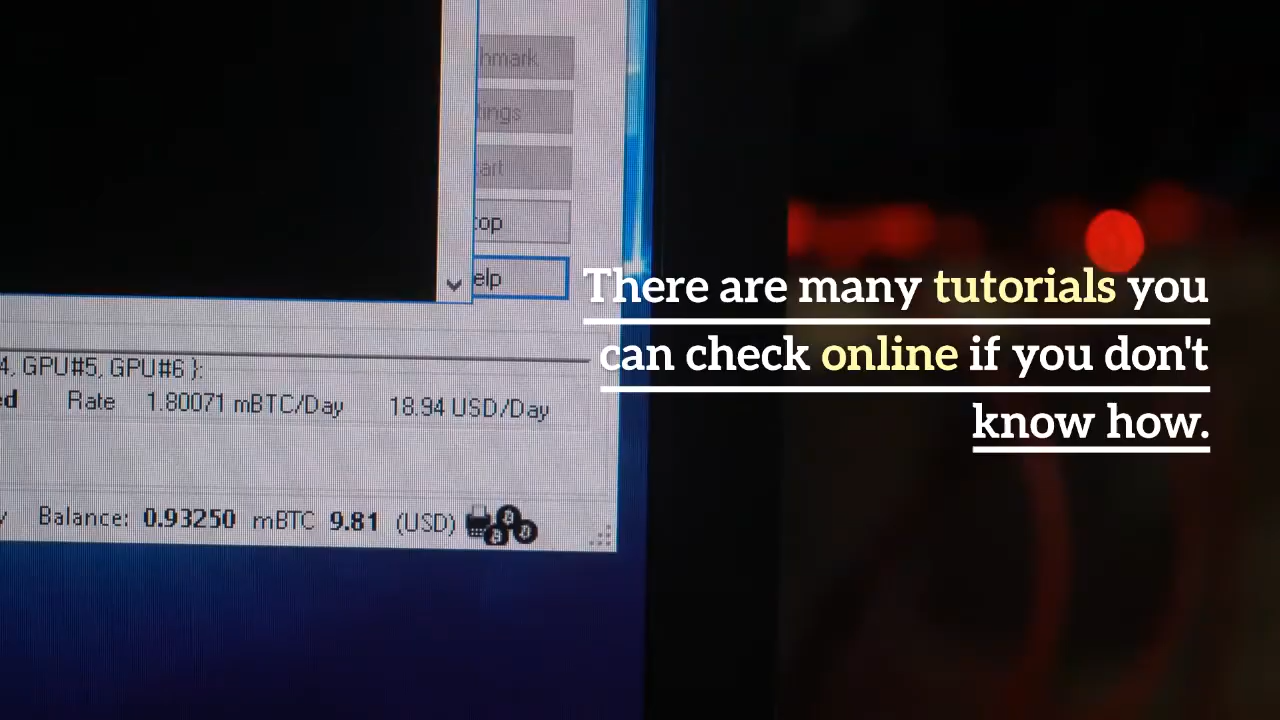 hmark
tings
art
top
elp
There are many tutorials you
can check online if you don't
know how.
4, GPU#5, GPU#6 }:
ed Rate 1.80071 mBTC/Day 18.94 USD/Day
y Balance: 0.93250 mBTC 9.81 (USD)